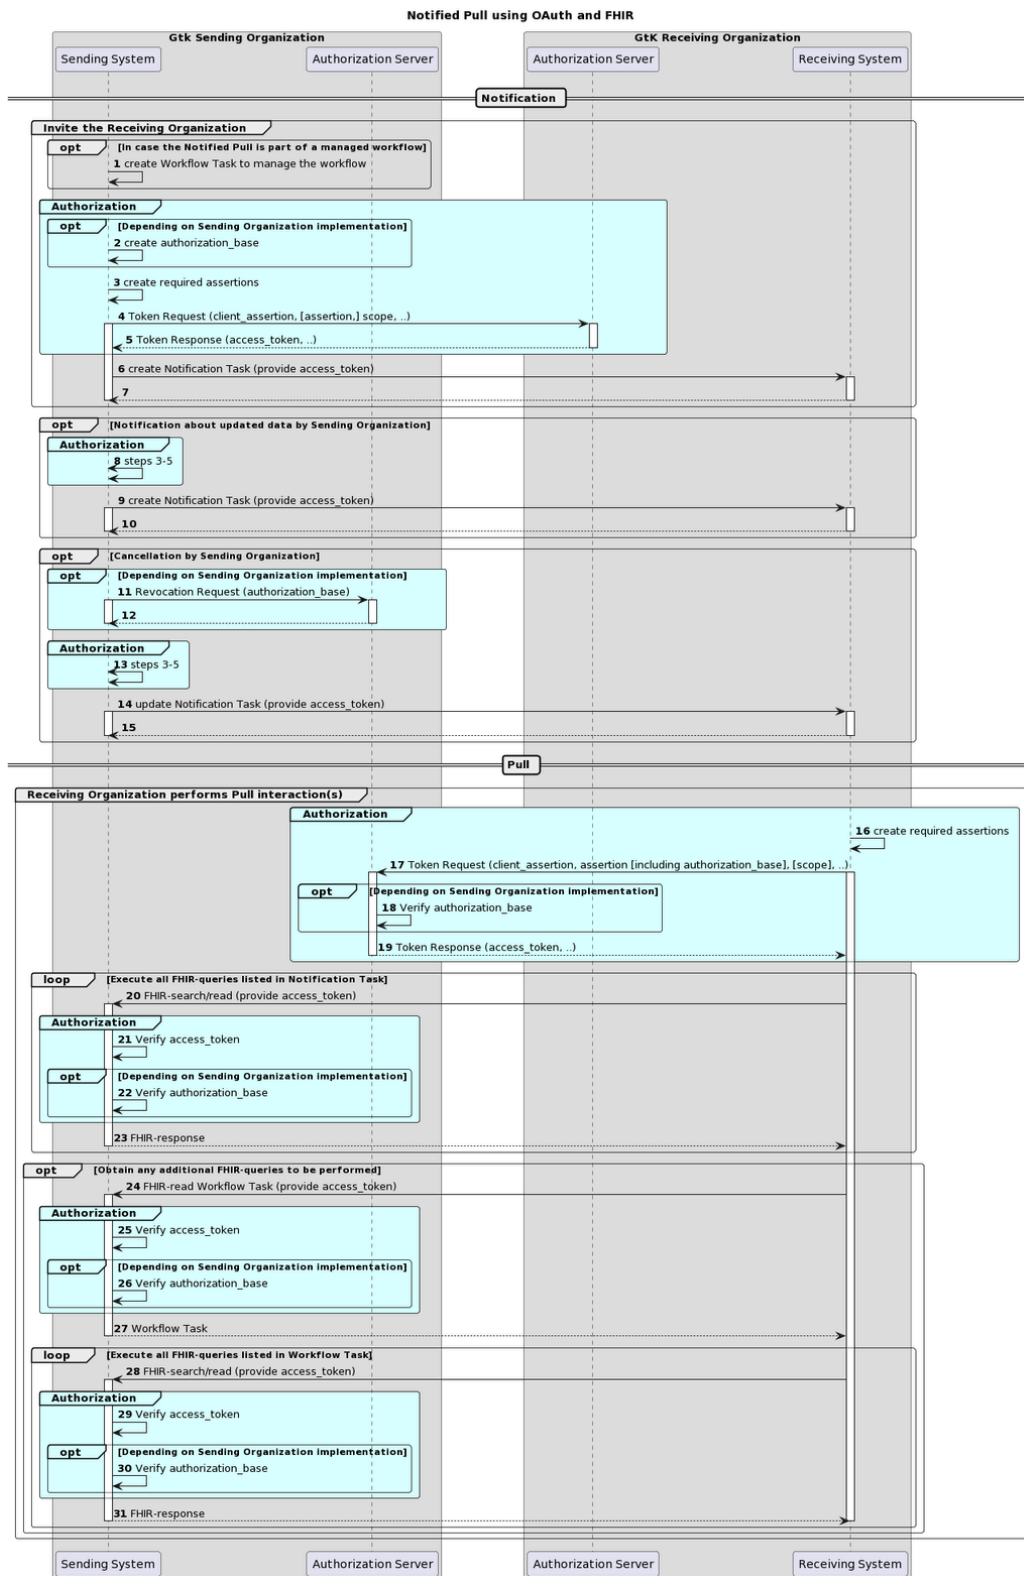 Notified Pull using OAuth and FHIR
Gtk Sending Organization
GtK Receiving Organization
Sending System
Authorization Server
Authorization Server
Receiving System
Notification
Invite the Receiving Organization
opt [In case the Notified Pull is part of a managed workflow]
1 create Workflow Task to manage the workflow
Authorization
opt [Depending on Sending Organization implementation]
2 create authorization_base
3 create required assertions
4 Token Request (client_assertion, [assertion,] scope, ..)
5 Token Response (access_token, ..)
6 create Notification Task (provide access_token)
7
opt [Notification about updated data by Sending Organization]
Authorization
8 steps 3-5
9 create Notification Task (provide access_token)
10
opt [Cancellation by Sending Organization]
opt [Depending on Sending Organization implementation]
11 Revocation Request (authorization_base)
12
Authorization
13 steps 3-5
14 update Notification Task (provide access_token)
15
Pull
Receiving Organization performs Pull interaction(s)
Authorization
16 create required assertions
17 Token Request (client_assertion, assertion [including authorization_base], [scope], ..)
opt [Depending on Sending Organization implementation]
18 Verify authorization_base
19 Token Response (access_token, ..)
loop [Execute all FHIR-queries listed in Notification Task]
20 FHIR-search/read (provide access_token)
Authorization
21 Verify access_token
opt [Depending on Sending Organization implementation]
22 Verify authorization_base
23 FHIR-response
opt [Obtain any additional FHIR-queries to be performed]
24 FHIR-read Workflow Task (provide access_token)
Authorization
25 Verify access_token
opt [Depending on Sending Organization implementation]
26 Verify authorization_base
27 Workflow Task
loop [Execute all FHIR-queries listed in Workflow Task]
28 FHIR-search/read (provide access_token)
Authorization
29 Verify access_token
opt [Depending on Sending Organization implementation]
30 Verify authorization_base
31 FHIR-response
Sending System
Authorization Server
Authorization Server
Receiving System